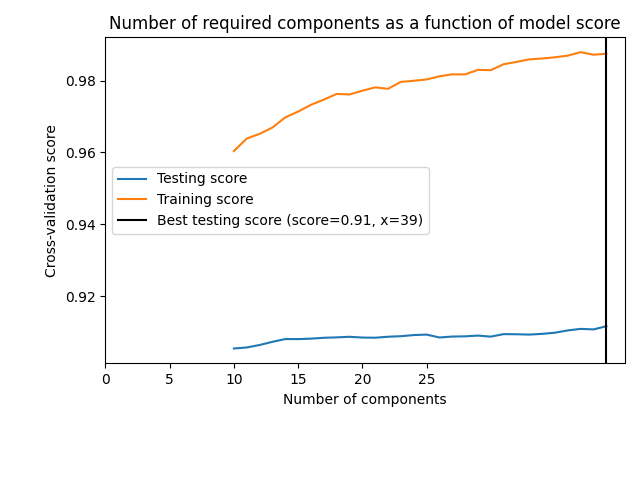 Number of required components as a function of model score
Cross-validation score
0.98
0.96
0.94
0.92
Testing score
Training score
Best testing score (score=0.91, x=39)
0 5 10 15 20 25
Number of components